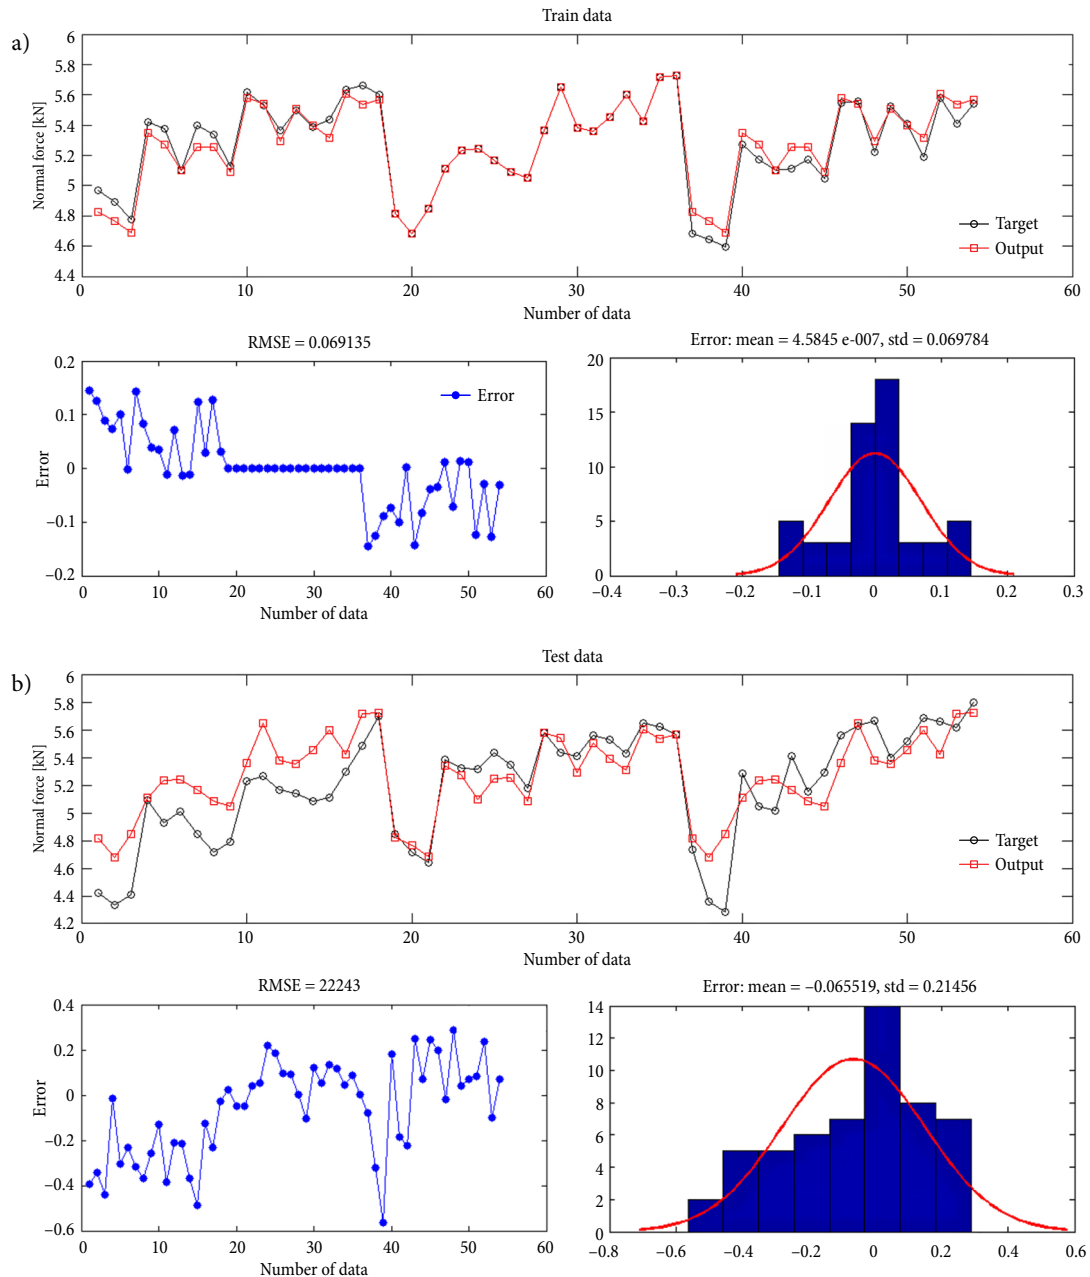 Train data
a)
6
5.8
5.6
5.4
5.2
5
4.8
4.6
4.4
Normal force [kN]
Target
Output
0 10 20 30 40 50 60
Number of data
RMSE = 0.069135
0.2
0.1
0
−0.1
−0.2
Error
Error
0 10 20 30 40 50 60
Number of data
Error: mean = 4.5845 e-007, std = 0.069784
20
15
10
5
0
−0.4 −0.3 −0.2 −0.1 0 0.1 0.2 0.3
Test data
b)
6
5.8
5.6
5.4
5.2
5
4.8
4.6
4.4
4.2
Normal force [kN]
Target
Output
0 10 20 30 40 50 60
Number of data
RMSE = 22243
0.4
0.2
0
−0.2
−0.4
−0.6
Error
0 10 20 30 40 50 60
Number of data
Error: mean = −0.065519, std = 0.21456
14
12
10
8
6
4
2
0
−0.8 −0.6 −0.4 −0.2 0 0.2 0.4 0.6